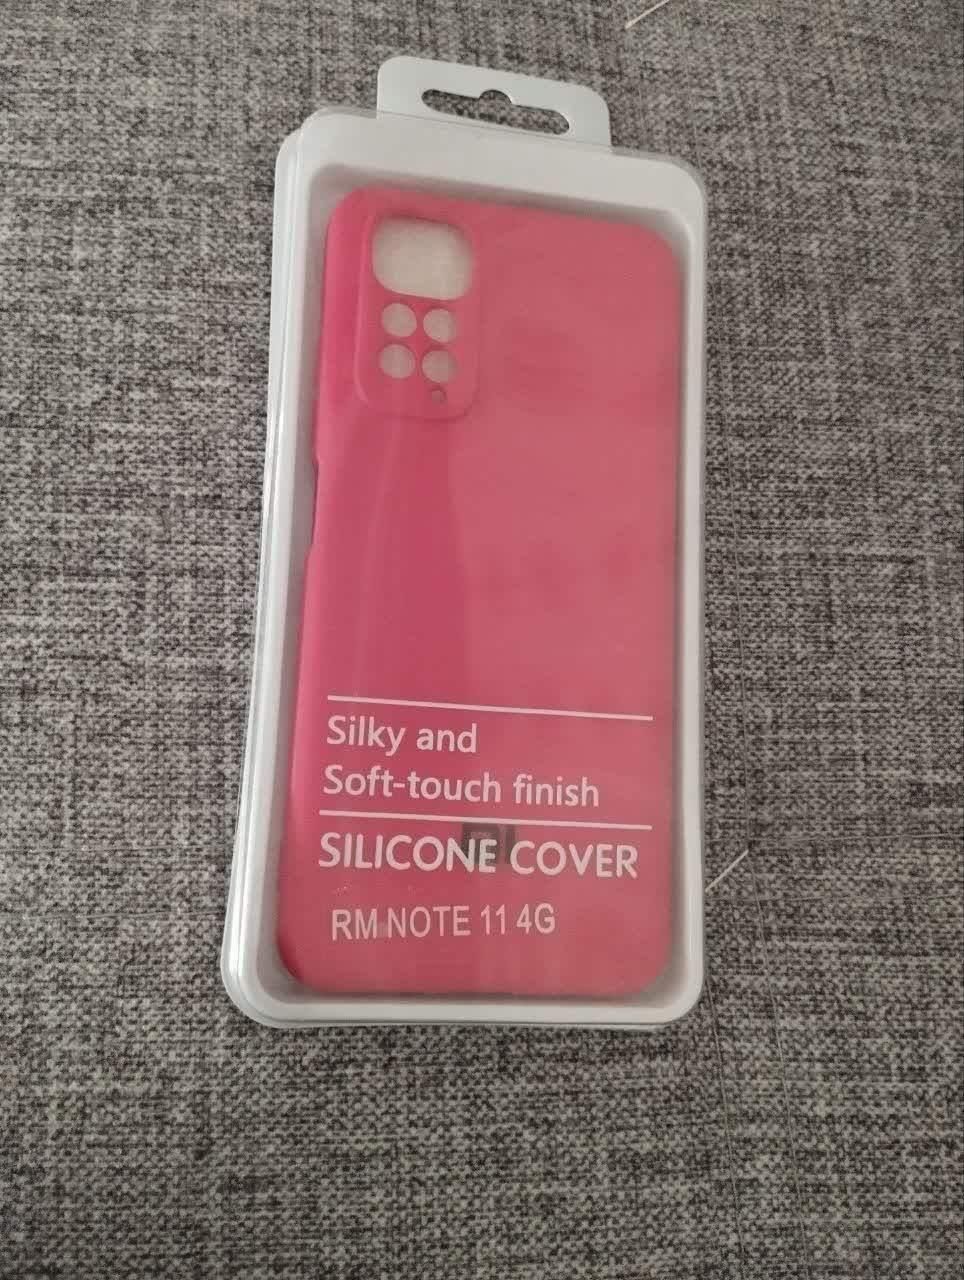 Silky and
Soft-touch finish
SILICONE COVER
RM NOTE 11 4G